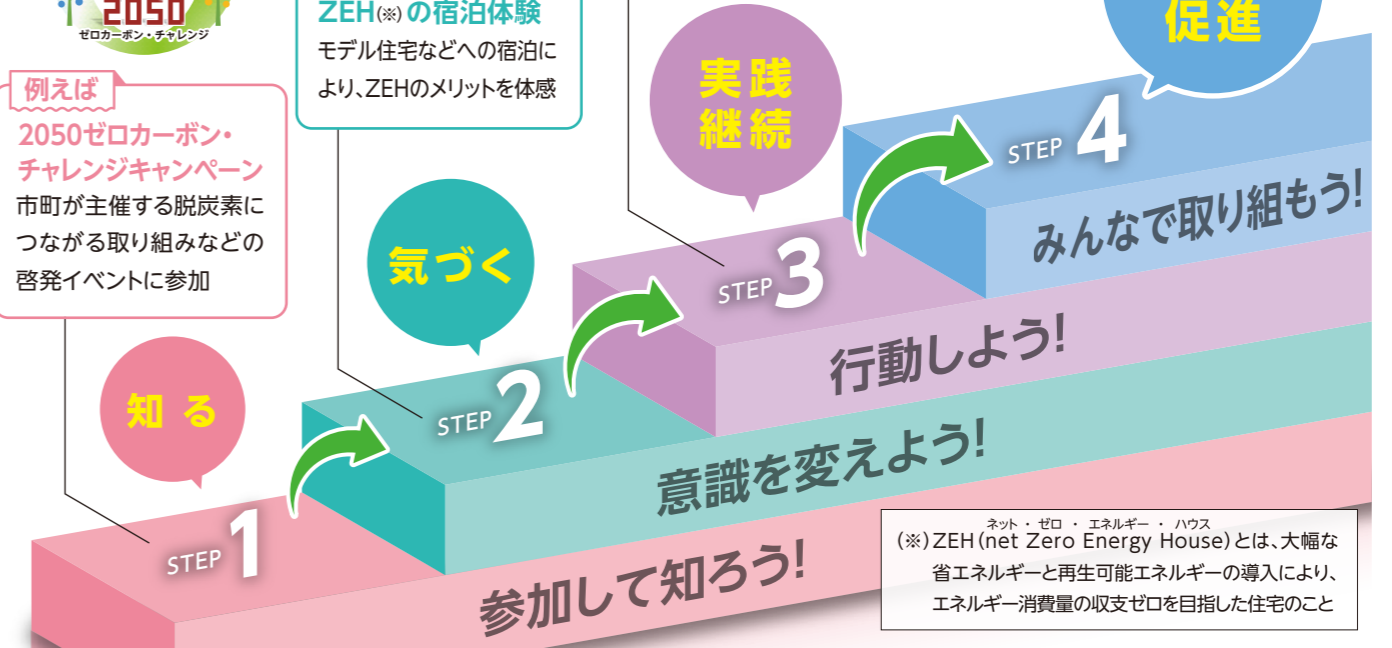 2050
ゼロカーボン・チャレンジ
例えば
2050ゼロカーボン・
チャレンジキャンペーン
市町が主催する脱炭素に
つながる取り組みなどの
啓発イベントに参加
ZEH(※)の宿泊体験
モデル住宅などへの宿泊に
より、ZEHのメリットを体感
知る
STEP 1
参加して知ろう!
気づく
STEP 2
意識を変えよう!
実践
継続
STEP 3
行動しよう!
促進
STEP 4
みんなで取り組もう!
ネット・ゼロ・エネルギー・ハウス
(※)ZEH(net Zero Energy House)とは、大幅な
省エネルギーと再生可能エネルギーの導入により、
エネルギー消費量の収支ゼロを目指した住宅のこと